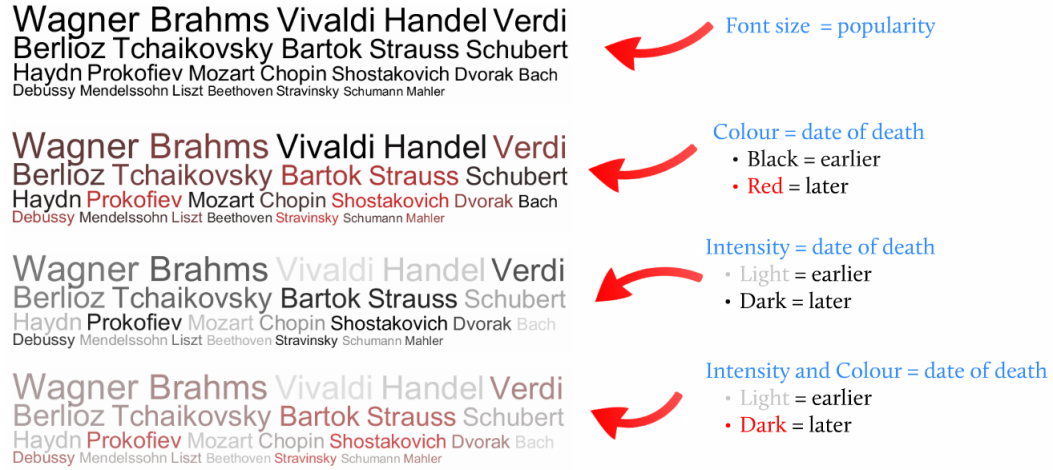 Wagner Brahms Vivaldi Handel Verdi
Berlioz Tchaikovsky Bartok Strauss Schubert
Haydn Prokofiev Mozart Chopin Shostakovich Dvorak Bach
Debussy Mendelssohn Liszt Beethoven Stravinsky Schumann Mahler
Font size = popularity
Wagner Brahms Vivaldi Handel Verdi
Berlioz Tchaikovsky Bartok Strauss Schubert
Haydn Prokofiev Mozart Chopin Shostakovich Dvorak Bach
Debussy Mendelssohn Liszt Beethoven Stravinsky Schumann Mahler
Colour = date of death
• Black = earlier
• Red = later
Wagner Brahms Vivaldi Handel Verdi
Berlioz Tchaikovsky Bartok Strauss Schubert
Haydn Prokofiev Mozart Chopin Shostakovich Dvorak Bach
Debussy Mendelssohn Liszt Beethoven Stravinsky Schumann Mahler
Intensity = date of death
• Light = earlier
• Dark = later
Wagner Brahms Vivaldi Handel Verdi
Berlioz Tchaikovsky Bartok Strauss Schubert
Haydn Prokofiev Mozart Chopin Shostakovich Dvorak Bach
Debussy Mendelssohn Liszt Beethoven Stravinsky Schumann Mahler
Intensity and Colour = date of death
• Light = earlier
• Dark = later